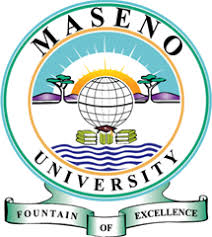 MASENO
UNIVERSITY
FOUNTAIN OF EXCELLENCE